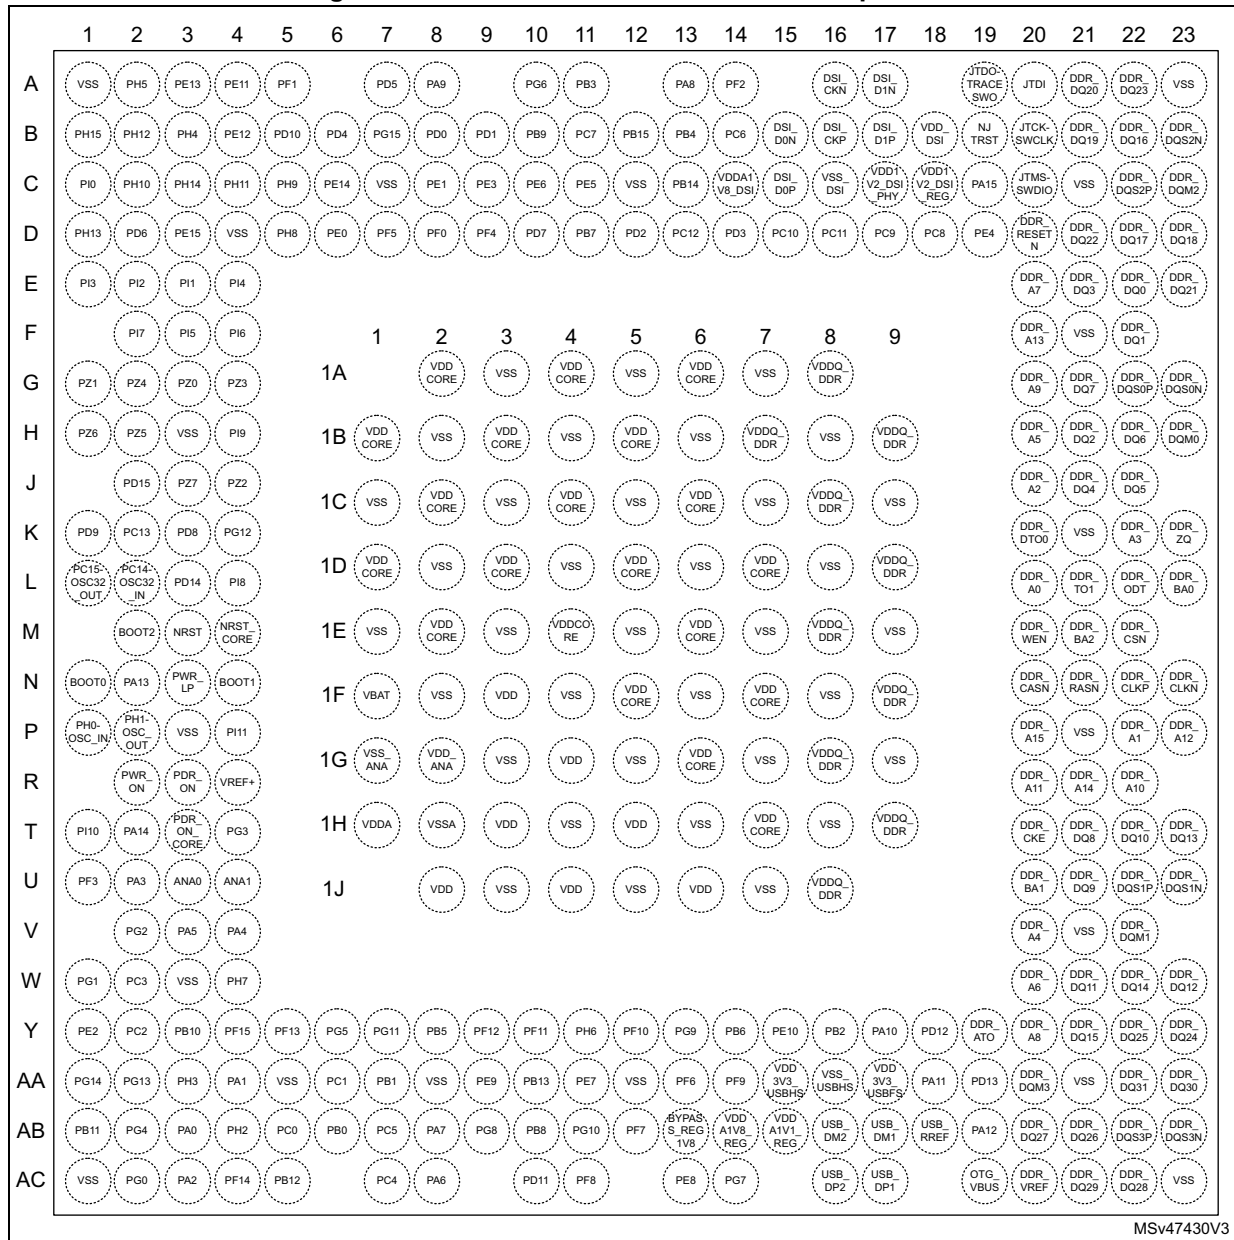 1 2 3 4 5 6 7 8 9 10 11 12 13 14 15 16 17 18 19 20 21 22 23
A VSS PH5 PE13 PE11 PF1 PD5 PA9 PG6 PB3 PA8 PF2 DSI_CKN DSI_D1N JTDO-TRACESWO JTDI DDR_DQ20 DDR_DQ23 VSS
B PH15 PH12 PH4 PE12 PD10 PD4 PG15 PD0 PD1 PB9 PC7 PB15 PB4 PC6 DSI_D0N DSI_CKP DSI_D1P VDD_DSI NJTRST JTCK-SWCLK DDR_DQ19 DDR_DQ16 DDR_DQS2N
C PI0 PH10 PH14 PH11 PH9 PE14 VSS PE1 PE3 PE6 PE5 VSS PB14 VDDA1V8_DSI DSI_D0P VSS_DSI VDD1V2_DSI_PHY VDD1V2_DSI_REG PA15 JTMS-SWDIO VSS DDR_DQS2P DDR_DQM2
D PH13 PD6 PE15 VSS PH8 PE0 PF5 PF0 PF4 PD7 PB7 PD2 PC12 PD3 PC10 PC11 PC9 PC8 PE4 DDR_RESETN DDR_DQ22 DDR_DQ17 DDR_DQ18
E PI3 PI2 PI1 PI4 DDR_A7 DDR_DQ3 DDR_DQ0 DDR_DQ21
F PI7 PI5 PI6 DDR_A13 VSS DDR_DQ1
1 2 3 4 5 6 7 8 9
1A VDDCORE VSS VDDCORE VSS VDDCORE VSS VDDQ_DDR
G PZ1 PZ4 PZ0 PZ3 DDR_A9 DDR_DQ7 DDR_DQS0P DDR_DQS0N
H PZ6 PZ5 VSS PI9 DDR_A5 DDR_DQ2 DDR_DQ6 DDR_DQM0
1B VDDCORE VSS VDDCORE VSS VDDCORE VSS VDDQ_DDR VSS VDDQ_DDR
J PD15 PZ7 PZ2 DDR_A2 DDR_DQ4 DDR_DQ5
1C VSS VDDCORE VSS VDDCORE VSS VDDCORE VSS VDDQ_DDR VSS
K PD9 PC13 PD8 PG12 DDR_DTO0 VSS DDR_A3 DDR_ZQ
1D VDDCORE VSS VDDCORE VSS VDDCORE VSS VDDCORE VSS VDDQ_DDR
L PC15-OSC32_OUT PC14-OSC32_IN PD14 PI8 DDR_A0 DDR_TO1 DDR_ODT DDR_BA0
M BOOT2 NRST NRST_CORE DDR_WEN DDR_BA2 DDR_CSN
1E VSS VDDCORE VSS VDDCORE VSS VDDCORE VSS VDDQ_DDR VSS
N BOOT0 PA13 PWR_LP BOOT1 DDR_CASN DDR_RASN DDR_CLKP DDR_CLKN
1F VBAT VSS VDD VSS VDDCORE VSS VDDCORE VSS VDDQ_DDR
P PH0-OSC_IN PH1-OSC_OUT VSS PI11 DDR_A15 VSS DDR_A1 DDR_A12
1G VSS_ANA VDD_ANA VSS VDD VSS VDDCORE VSS VDDQ_DDR VSS
R PWR_ON PDR_ON VREF+ DDR_A11 DDR_A14 DDR_A10
1H VDDA VSSA VDD VSS VDD VSS VDDCORE VSS VDDQ_DDR
T PI10 PA14 PDR_ON_CORE PG3 DDR_CKE DDR_DQ8 DDR_DQ10 DDR_DQ13
U PF3 PA3 ANA0 ANA1 DDR_BA1 DDR_DQ9 DDR_DQS1P DDR_DQS1N
1J VDD VSS VDD VSS VDD VSS VDDQ_DDR
V PG2 PA5 PA4 DDR_A4 VSS DDR_DQM1
W PG1 PC3 VSS PH7 DDR_A6 DDR_DQ11 DDR_DQ14 DDR_DQ12
Y PE2 PC2 PB10 PF15 PF13 PG5 PG11 PB5 PF12 PF11 PH6 PF10 PG9 PB6 PE10 PB2 PA10 PD12 DDR_ATO DDR_A8 DDR_DQ15 DDR_DQ25 DDR_DQ24
AA PG14 PG13 PH3 PA1 VSS PC1 PB1 VSS PE9 PB13 PE7 VSS PF6 PF9 VDD3V3_USBHS VSS_USBHS VDD3V3_USBFS PA11 PD13 DDR_DQM3 VSS DDR_DQ31 DDR_DQ30
AB PB11 PG4 PA0 PH2 PC0 PB0 PC5 PA7 PG8 PB8 PG10 PF7 BYPASS_REG1V8 VDDA1V8_REG VDDA1V1_REG USB_DM2 USB_DM1 USB_RREF PA12 DDR_DQ27 DDR_DQ26 DDR_DQS3P DDR_DQS3N
AC VSS PG0 PA2 PF14 PB12 PC4 PA6 PD11 PF8 PE8 PG7 USB_DP2 USB_DP1 OTG_VBUS DDR_VREF DDR_DQ29 DDR_DQ28 VSS
MSv47430V3